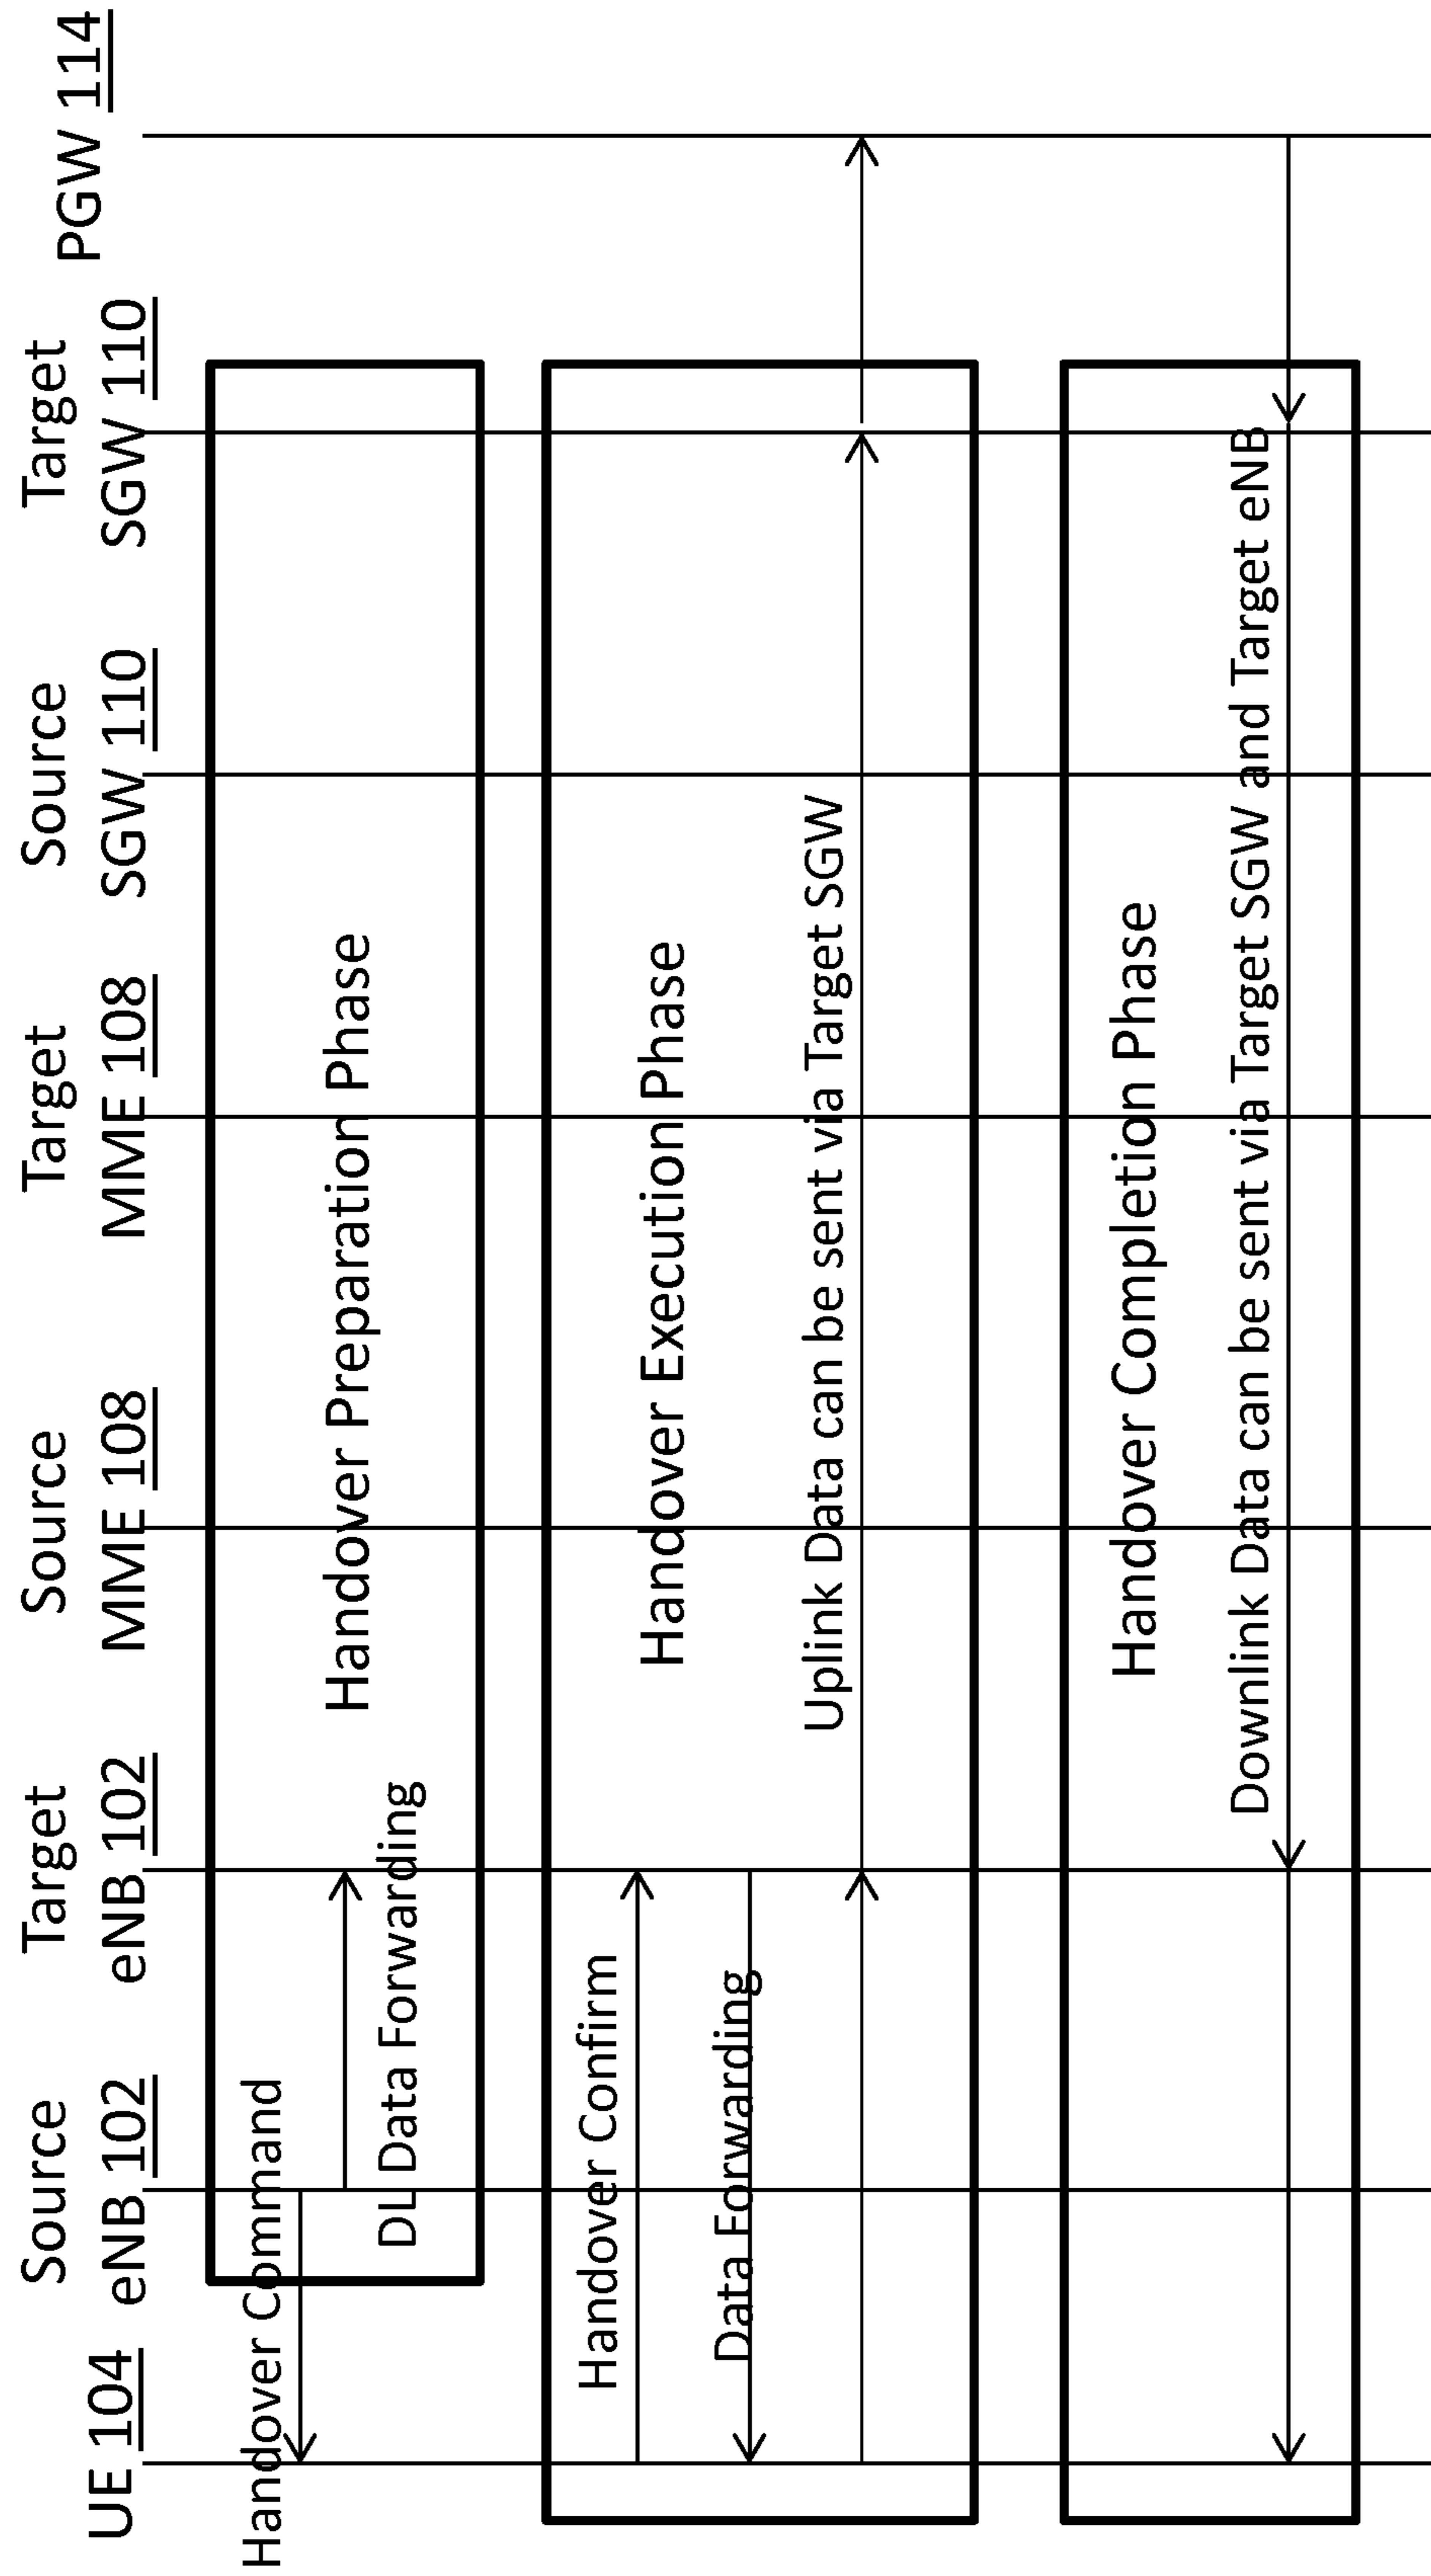 UE 104
Source
eNB 102
Target
eNB 102
Source
MME 108
Target
MME 108
Source
SGW 110
Target
SGW 110
PGW 114
Handover Command
Handover Preparation Phase
DL Data Forwarding
Handover Confirm
Handover Execution Phase
Data Forwarding
Uplink Data can be sent via Target SGW
Handover Completion Phase
Downlink Data can be sent via Target SGW and Target eNB